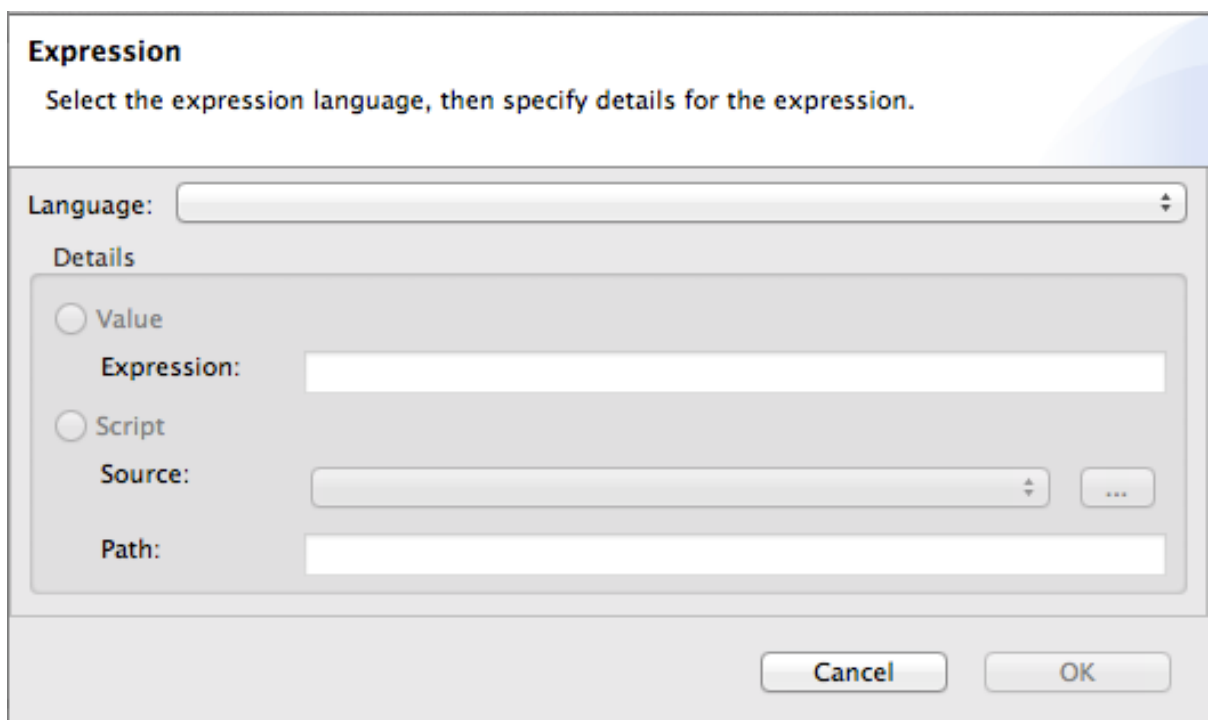 Expression
Select the expression language, then specify details for the expression.
Language:
Details
Value
Expression:
Script
Source:
...
Path:
Cancel
OK